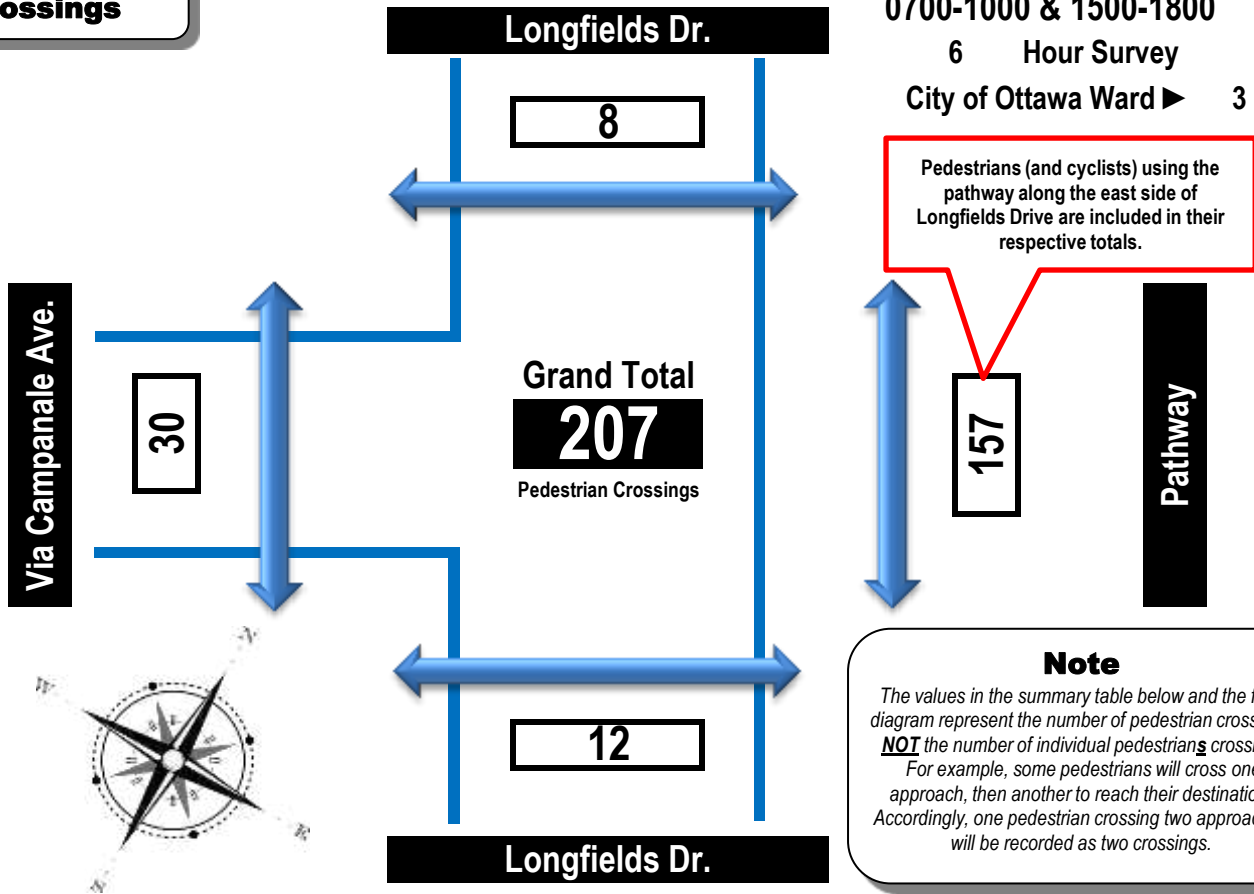 ossings
Longfields Dr.
0700-1000 & 1500-1800
6 Hour Survey
City of Ottawa Ward ► 3
8
Pedestrians (and cyclists) using the
pathway along the east side of
Longfields Drive are included in their
respective totals.
Via Campanale Ave.
30
Grand Total
207
Pedestrian Crossings
157
Pathway
N
W
E
S
12
Longfields Dr.
Note
The values in the summary table below and the f
diagram represent the number of pedestrian cross
NOT the number of individual pedestrians crossi
For example, some pedestrians will cross one
approach, then another to reach their destinatio
Accordingly, one pedestrian crossing two approac
will be recorded as two crossings.